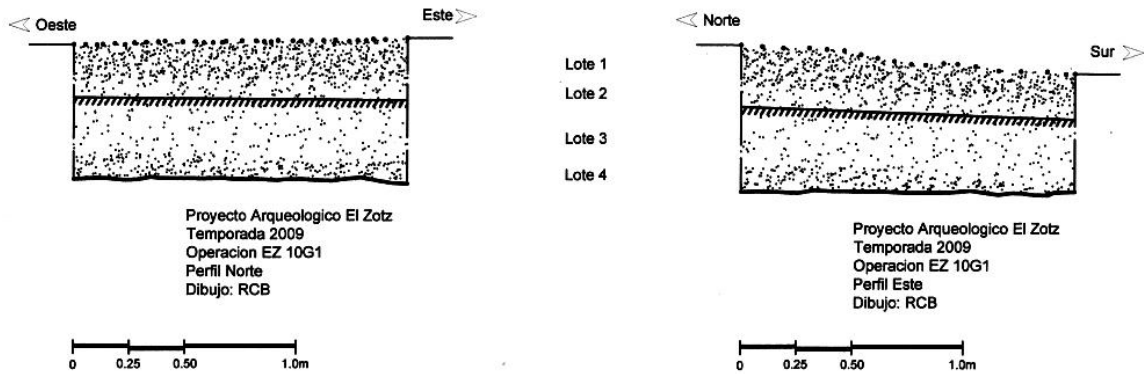 Oeste
Este
Lote 1
Lote 2
Lote 3
Lote 4
Proyecto Arqueologico El Zotz
Temporada 2009
Operacion EZ 10G1
Perfil Norte
Dibujo: RCB
0 0.25 0.50 1.0m
Norte
Sur
Proyecto Arqueologico El Zotz
Temporada 2009
Operacion EZ 10G1
Perfil Este
Dibujo: RCB
0 0.25 0.50 1.0m